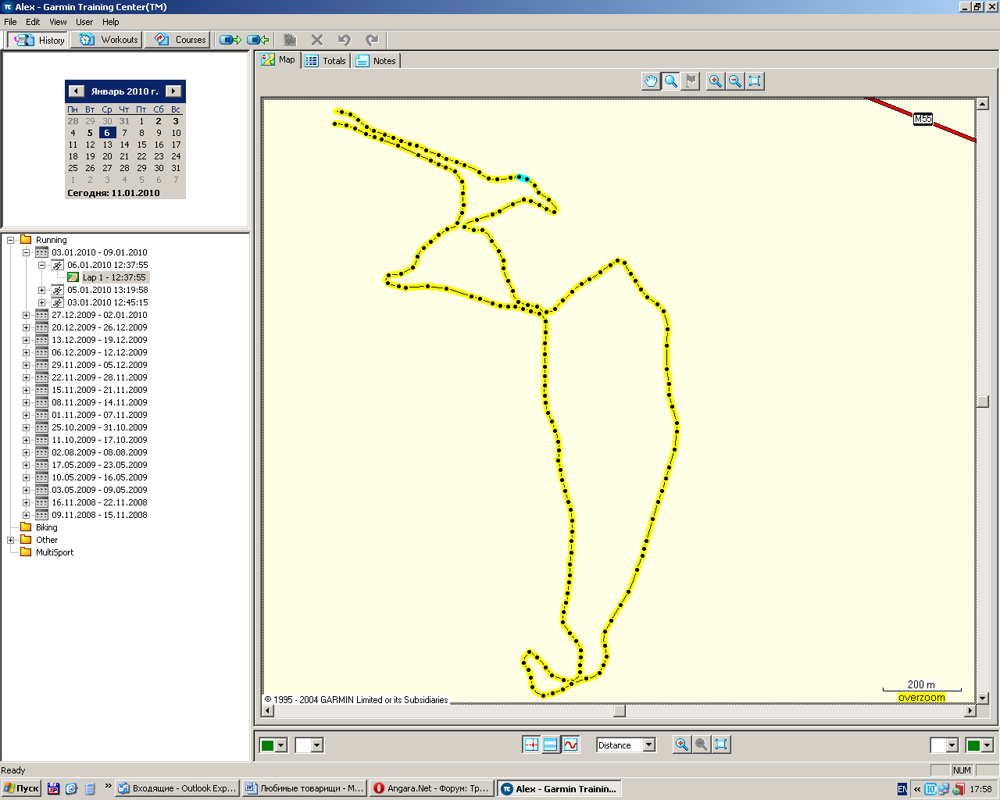 Alex - Garmin Training Center(TM)
File Edit View User Help
History Workouts Courses
Map Totals Notes
Январь 2010 г.
Пн Вт Ср Чт Пт Сб Вс
28 29 30 31 1 2 3
4 5 6 7 8 9 10
11 12 13 14 15 16 17
18 19 20 21 22 23 24
25 26 27 28 29 30 31
1 2 3 4 5 6 7
Сегодня: 11.01.2010
Running
03.01.2010 - 09.01.2010
06.01.2010 12:37:55
Lap 1 - 12:37:55
05.01.2010 13:19:58
03.01.2010 12:45:15
27.12.2009 - 02.01.2010
20.12.2009 - 26.12.2009
13.12.2009 - 19.12.2009
06.12.2009 - 12.12.2009
29.11.2009 - 05.12.2009
22.11.2009 - 28.11.2009
15.11.2009 - 21.11.2009
08.11.2009 - 14.11.2009
01.11.2009 - 07.11.2009
25.10.2009 - 31.10.2009
11.10.2009 - 17.10.2009
02.08.2009 - 08.08.2009
17.05.2009 - 23.05.2009
10.05.2009 - 16.05.2009
03.05.2009 - 09.05.2009
16.11.2008 - 22.11.2008
09.11.2008 - 15.11.2008
Biking
Other
MultiSport
M55
200 m
overzoom
© 1995 - 2004 GARMIN Limited or its Subsidiaries
Distance
Ready
NUM
Пуск
Входящие - Outlook Exp...
Любимые товарищи - M...
Angara.Net - Форум: Тр...
Alex - Garmin Trainin...
EN
17:58